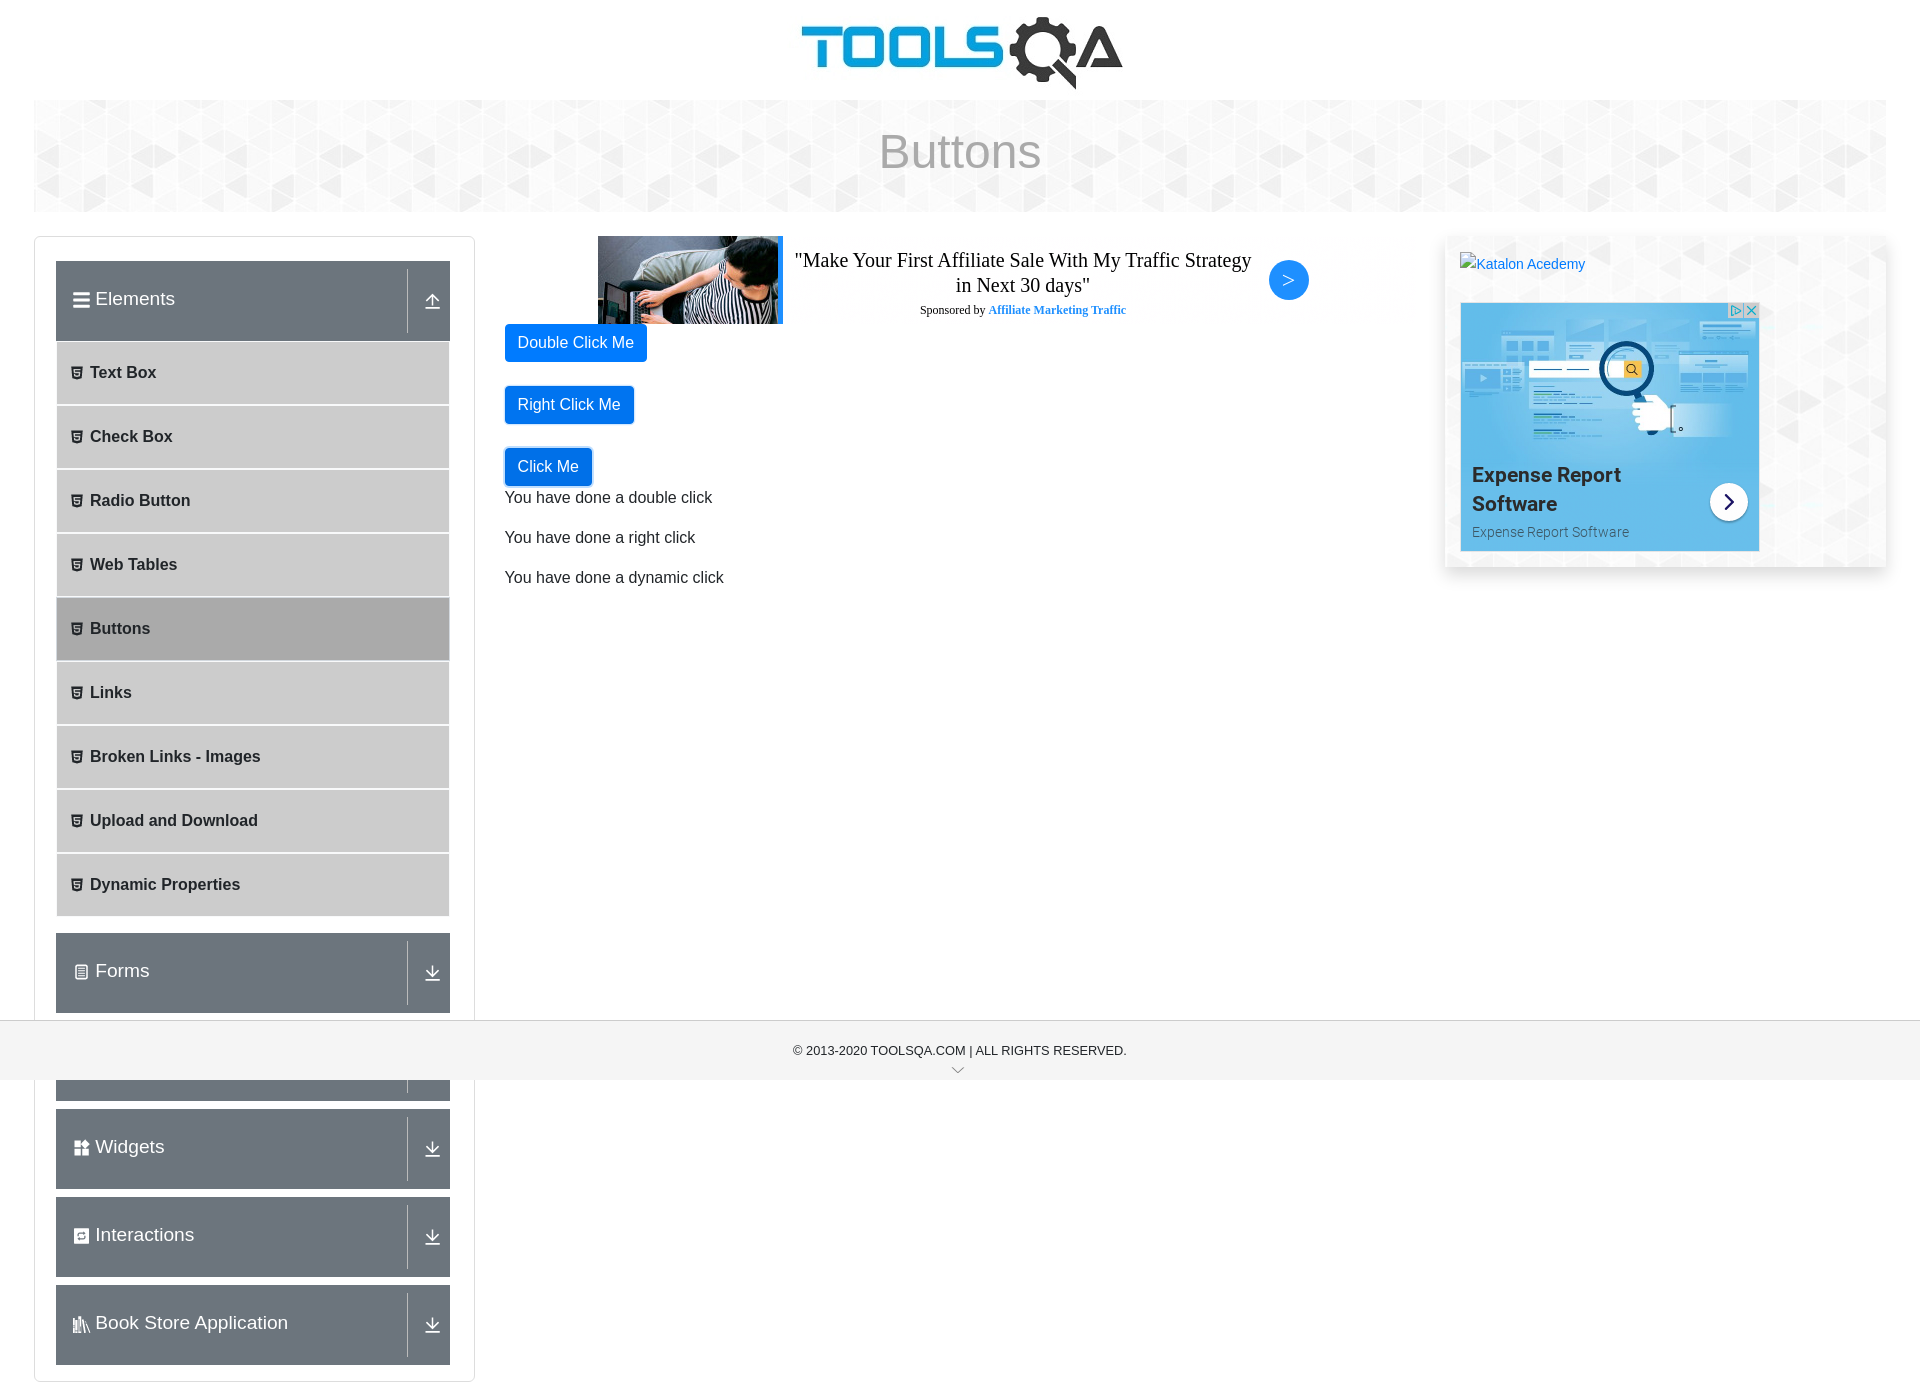 TOOLSQA
Buttons
Elements
Text Box
Check Box
Radio Button
Web Tables
Buttons
Links
Broken Links - Images
Upload and Download
Dynamic Properties
Forms
Widgets
Interactions
Book Store Application
"Make Your First Affiliate Sale With My Traffic Strategy
in Next 30 days"
Sponsored by Affiliate Marketing Traffic
>
Double Click Me
Right Click Me
Click Me
You have done a double click
You have done a right click
You have done a dynamic click
Katalon Acedemy
Expense Report
Software
Expense Report Software
© 2013-2020 TOOLSQA.COM | ALL RIGHTS RESERVED.